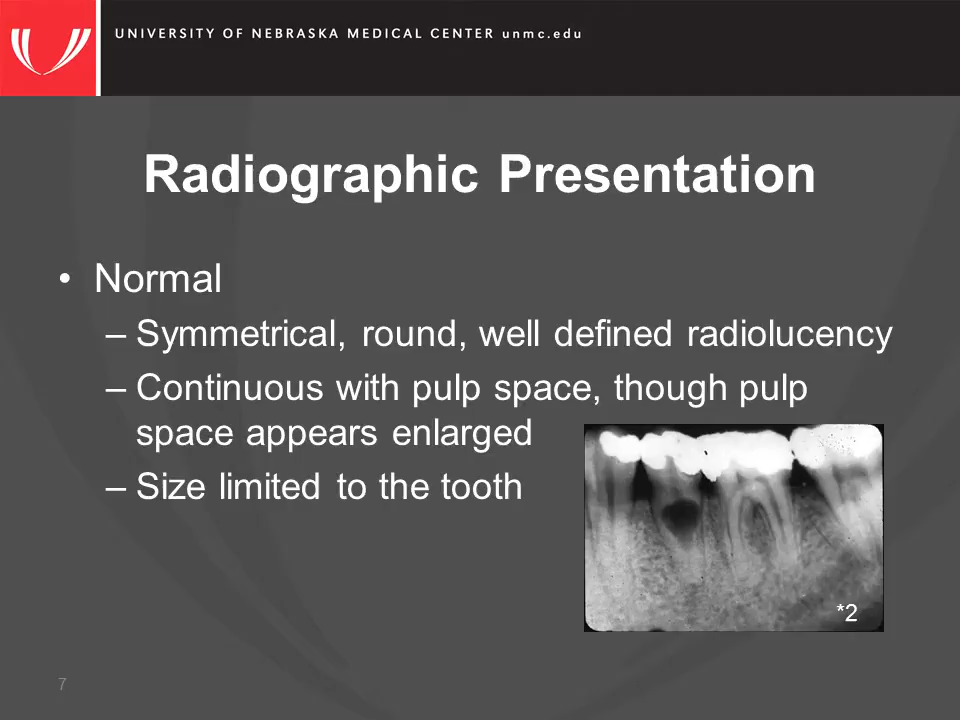 UNIVERSITY OF NEBRASKA MEDICAL CENTER unmc.edu
Radiographic Presentation
• Normal
– Symmetrical, round, well defined radiolucency
– Continuous with pulp space, though pulp
space appears enlarged
– Size limited to the tooth
*2
7